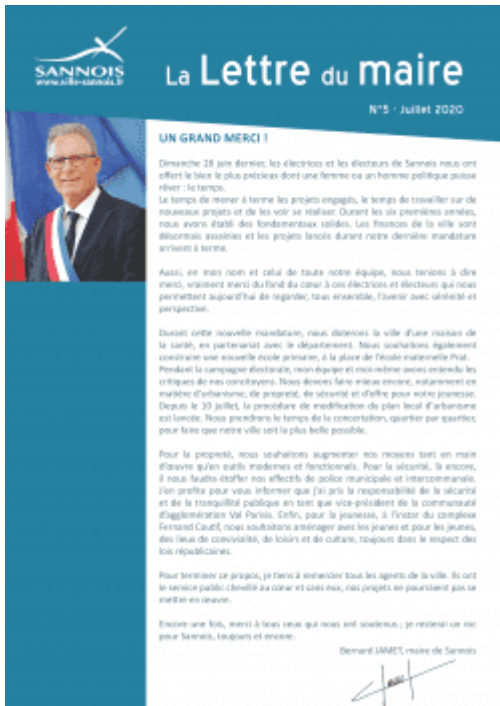 SANNOIS
www.ville-sannois.fr
La Lettre du maire
N°5 - Juillet 2020
UN GRAND MERCI !
Dimanche 28 juin dernier, les électrices et les électeurs de Sannois nous ont
offert le bien le plus précieux dont une femme ou un homme politique puisse
rêver : le temps.
Le temps de mener à terme les projets engagés, le temps de travailler sur de
nouveaux projets et de les voir se réaliser. Durant les six premières années,
nous avons établi des fondamentaux solides. Les finances de la ville sont
désormais assainies et les projets lancés durant notre dernière mandature
arrivent à terme.
Aussi, en mon nom et celui de toute notre équipe, nous tenions à dire
merci, vraiment merci du fond du cœur à ces électrices et électeurs qui nous
permettent aujourd'hui de regarder, tous ensemble, l'avenir avec sérénité et
perspective.
Durant cette nouvelle mandature, nous doterons la ville d'une maison de
la santé, en partenariat avec le département. Nous souhaitons également
construire une nouvelle école primaire, à la place de l'école maternelle Prat.
Pendant la campagne électorale, mon équipe et moi-même avons entendu les
critiques de nos concitoyens. Nous devons faire mieux encore, notamment en
matière d'urbanisme, de propreté, de sécurité et d'offre pour notre jeunesse.
Depuis le 10 juillet, la procédure de modification du plan local d'urbanisme
est lancée. Nous prendrons le temps de la concertation, quartier par quartier,
pour faire que notre ville soit la plus belle possible.
Pour la propreté, nous souhaitons augmenter nos moyens tant en main
d'œuvre qu'en outils modernes et fonctionnels. Pour la sécurité, là encore,
il nous faudra étoffer nos effectifs de police municipale et intercommunale.
J'en profite pour vous informer que j'ai pris la responsabilité de la sécurité
et de la tranquillité publique en tant que vice-président de la communauté
d'agglomération Val Parisis. Enfin, pour la jeunesse, à l'instar du complexe
Fernand Coutif, nous souhaitons aménager avec les jeunes et pour les jeunes,
des lieux de convivialité, de loisirs et de culture, toujours dans le respect des
lois républicaines.
Pour terminer ce propos, je tiens à remercier tous les agents de la ville. Ils ont
le service public chevillé au cœur et sans eux, nos projets ne pourraient pas se
mettre en œuvre.
Encore une fois, merci à tous ceux qui nous ont soutenus ; je resterai un roc
pour Sannois, toujours et encore.
Bernard JAMET, maire de Sannois